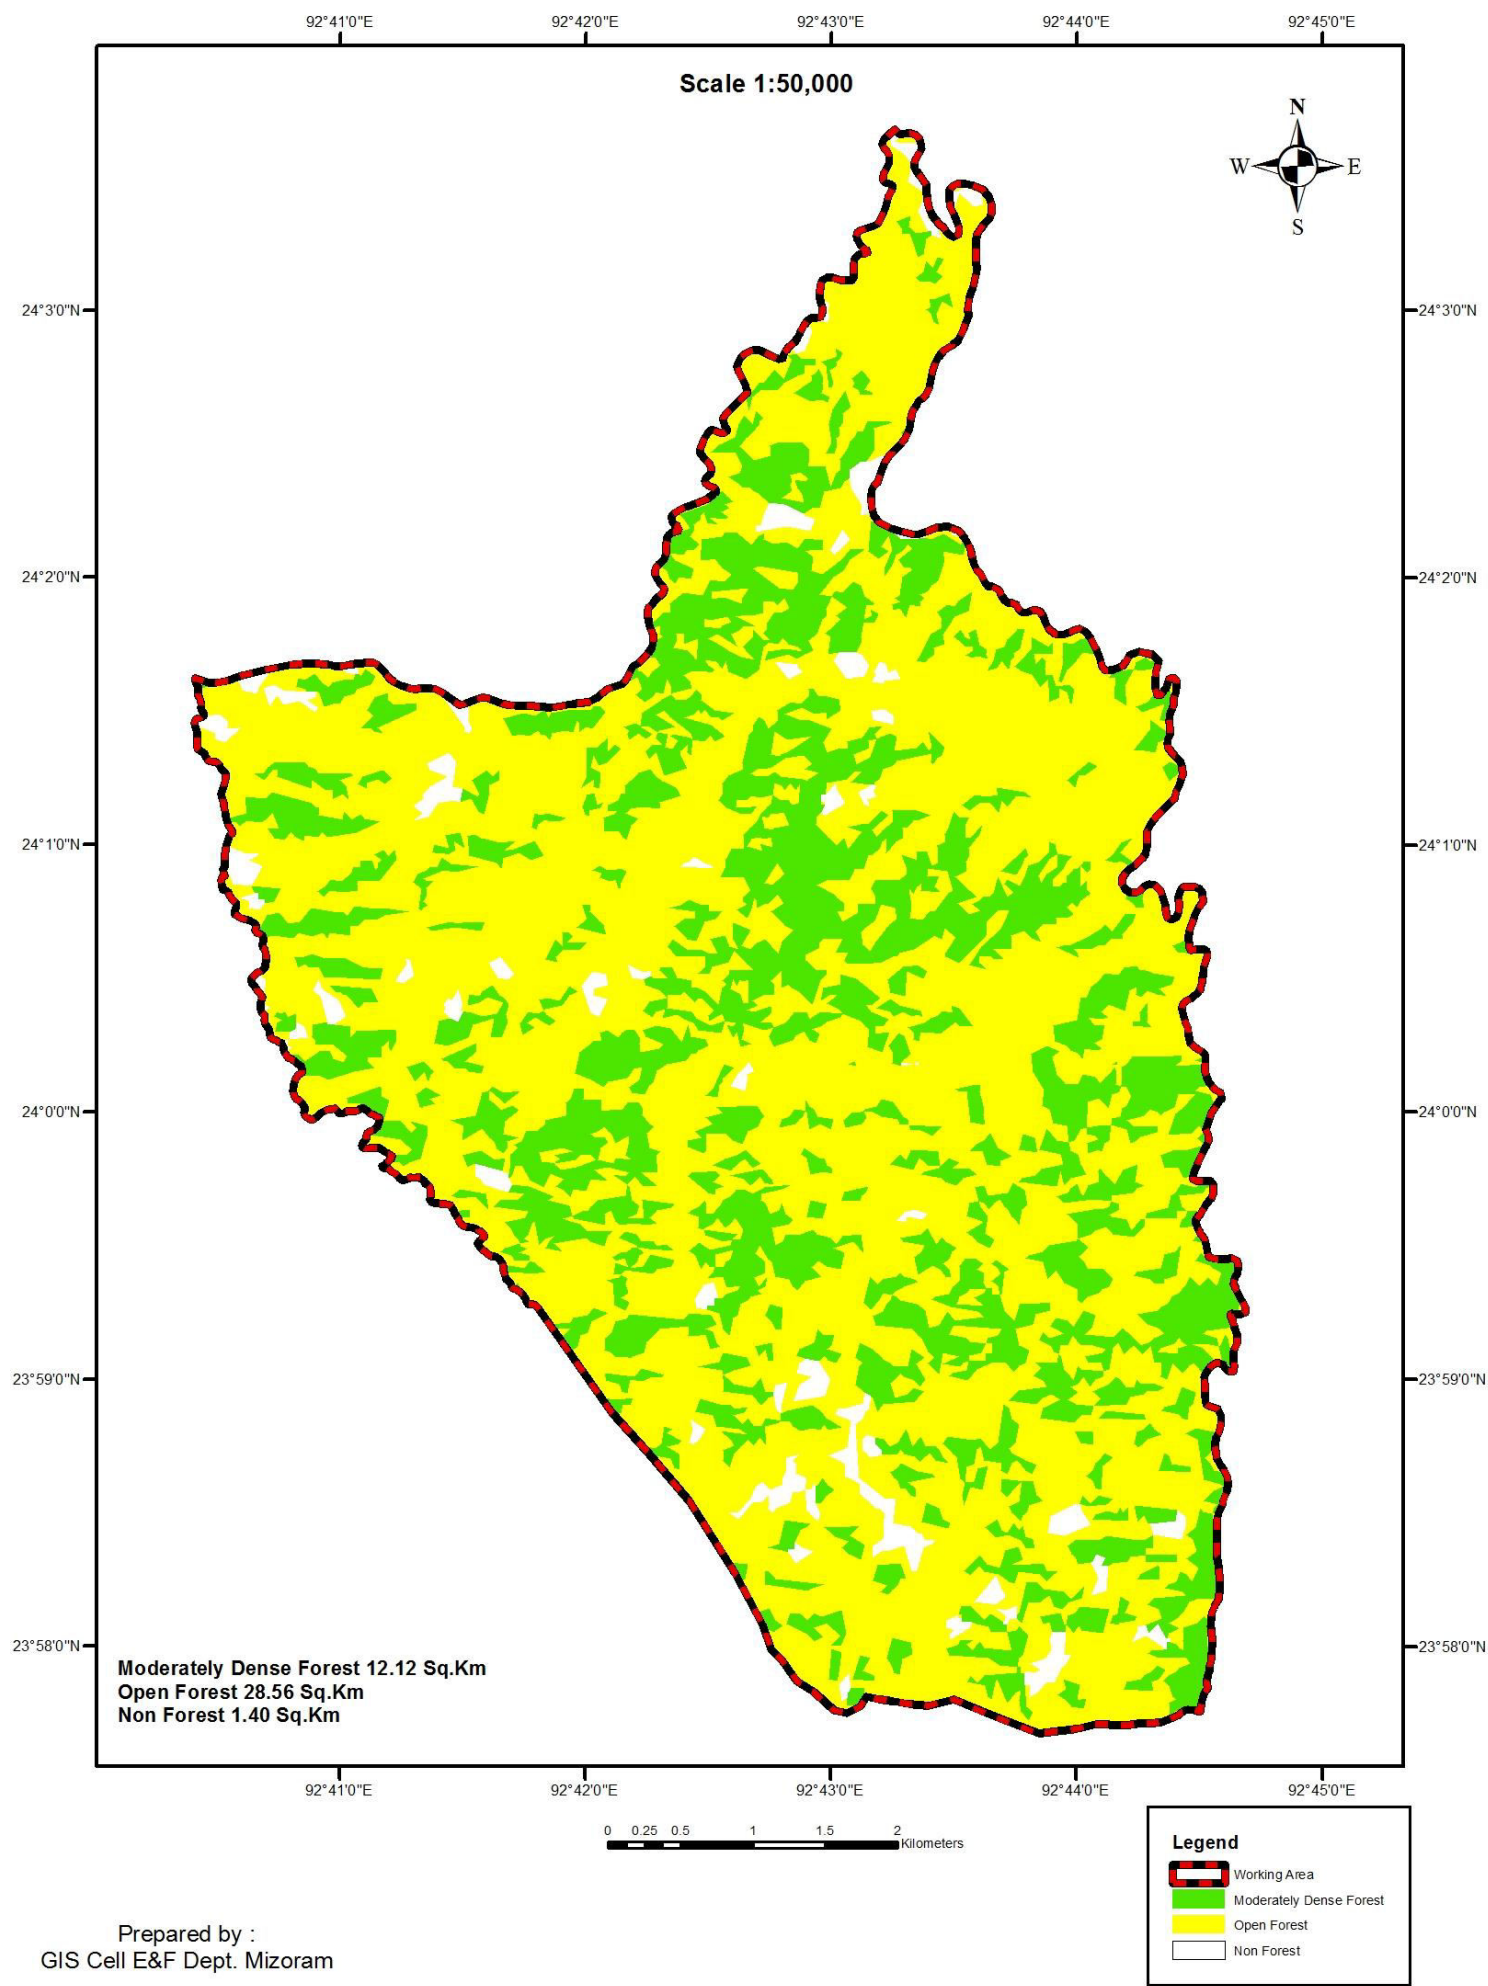 92°41'0"E 92°42'0"E 92°43'0"E 92°44'0"E 92°45'0"E
Scale 1:50,000
N
W E
S
24°3'0"N 24°3'0"N
24°2'0"N 24°2'0"N
24°1'0"N 24°1'0"N
24°0'0"N 24°0'0"N
23°59'0"N 23°59'0"N
23°58'0"N 23°58'0"N
Moderately Dense Forest 12.12 Sq.Km
Open Forest 28.56 Sq.Km
Non Forest 1.40 Sq.Km
92°41'0"E 92°42'0"E 92°43'0"E 92°44'0"E 92°45'0"E
0 0.25 0.5 1 1.5 2
Kilometers
Legend
Working Area
Moderately Dense Forest
Open Forest
Non Forest
Prepared by :
GIS Cell E&F Dept. Mizoram